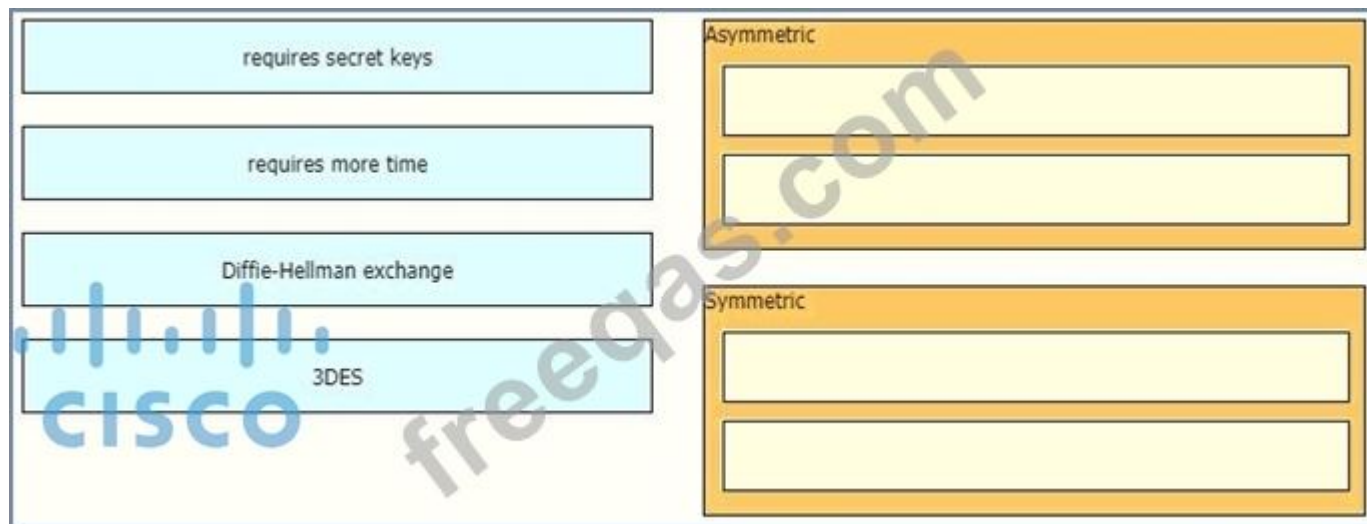 requires secret keys
requires more time
Diffie-Hellman exchange
3DES
CISCO
Asymmetric
Symmetric
freeqas.com